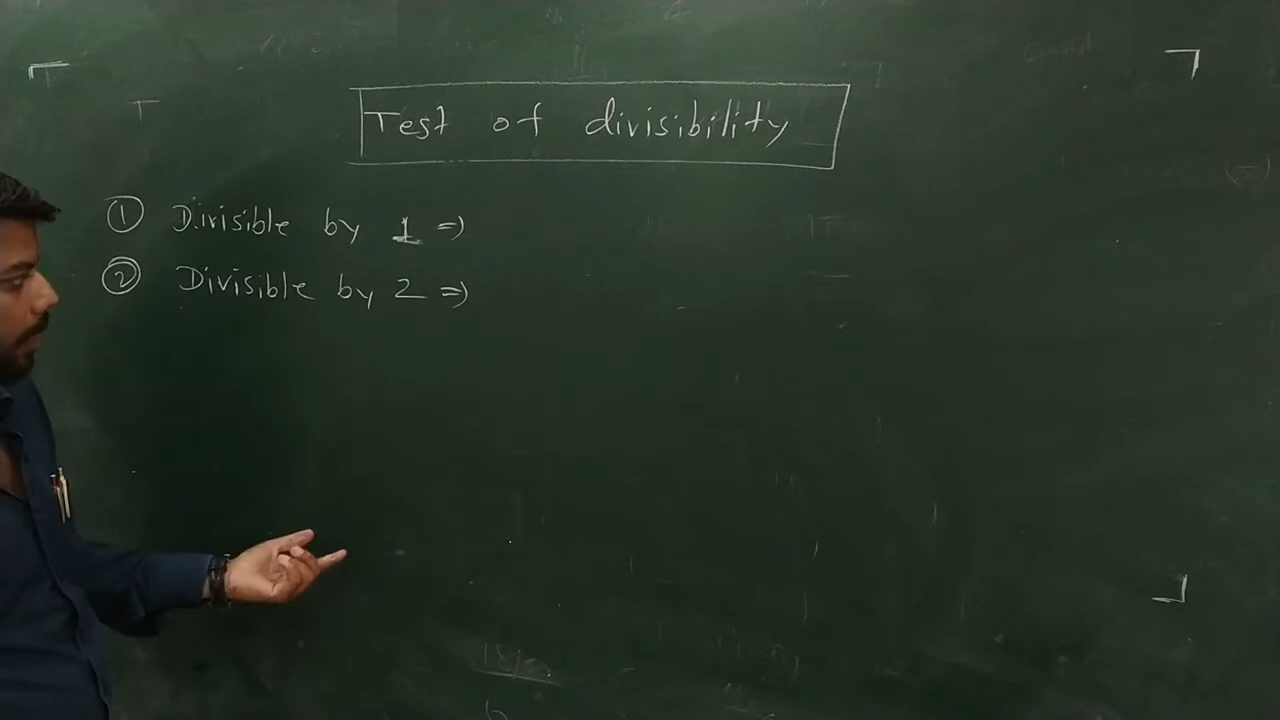 Test of divisibility
① Divisible by 1 =>
② Divisible by 2 =>